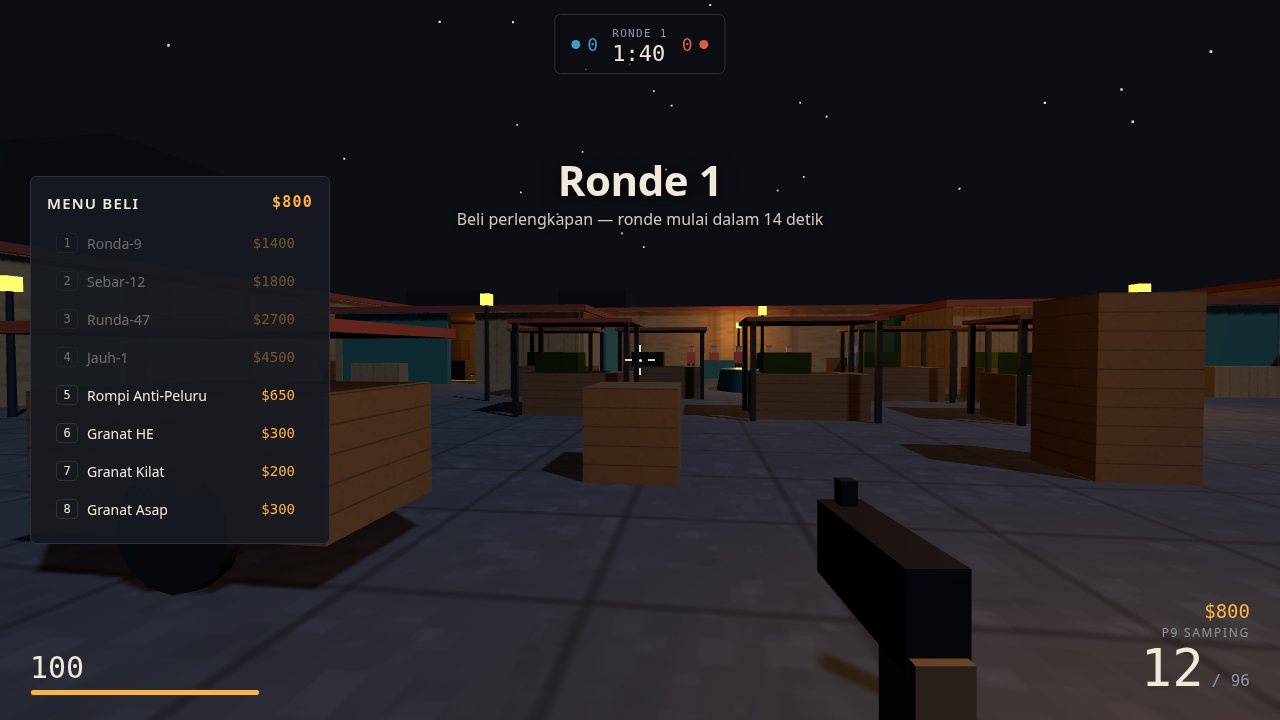 RONDE 1
0 1:40 0
Ronde 1
Beli perlengkapan — ronde mulai dalam 14 detik
MENU BELI $800
1 Ronda-9 $1400
2 Sebar-12 $1800
3 Runda-47 $2700
4 Jauh-1 $4500
5 Rompi Anti-Peluru $650
6 Granat HE $300
7 Granat Kilat $200
8 Granat Asap $300
100
$800
P9 SAMPING
12 / 96